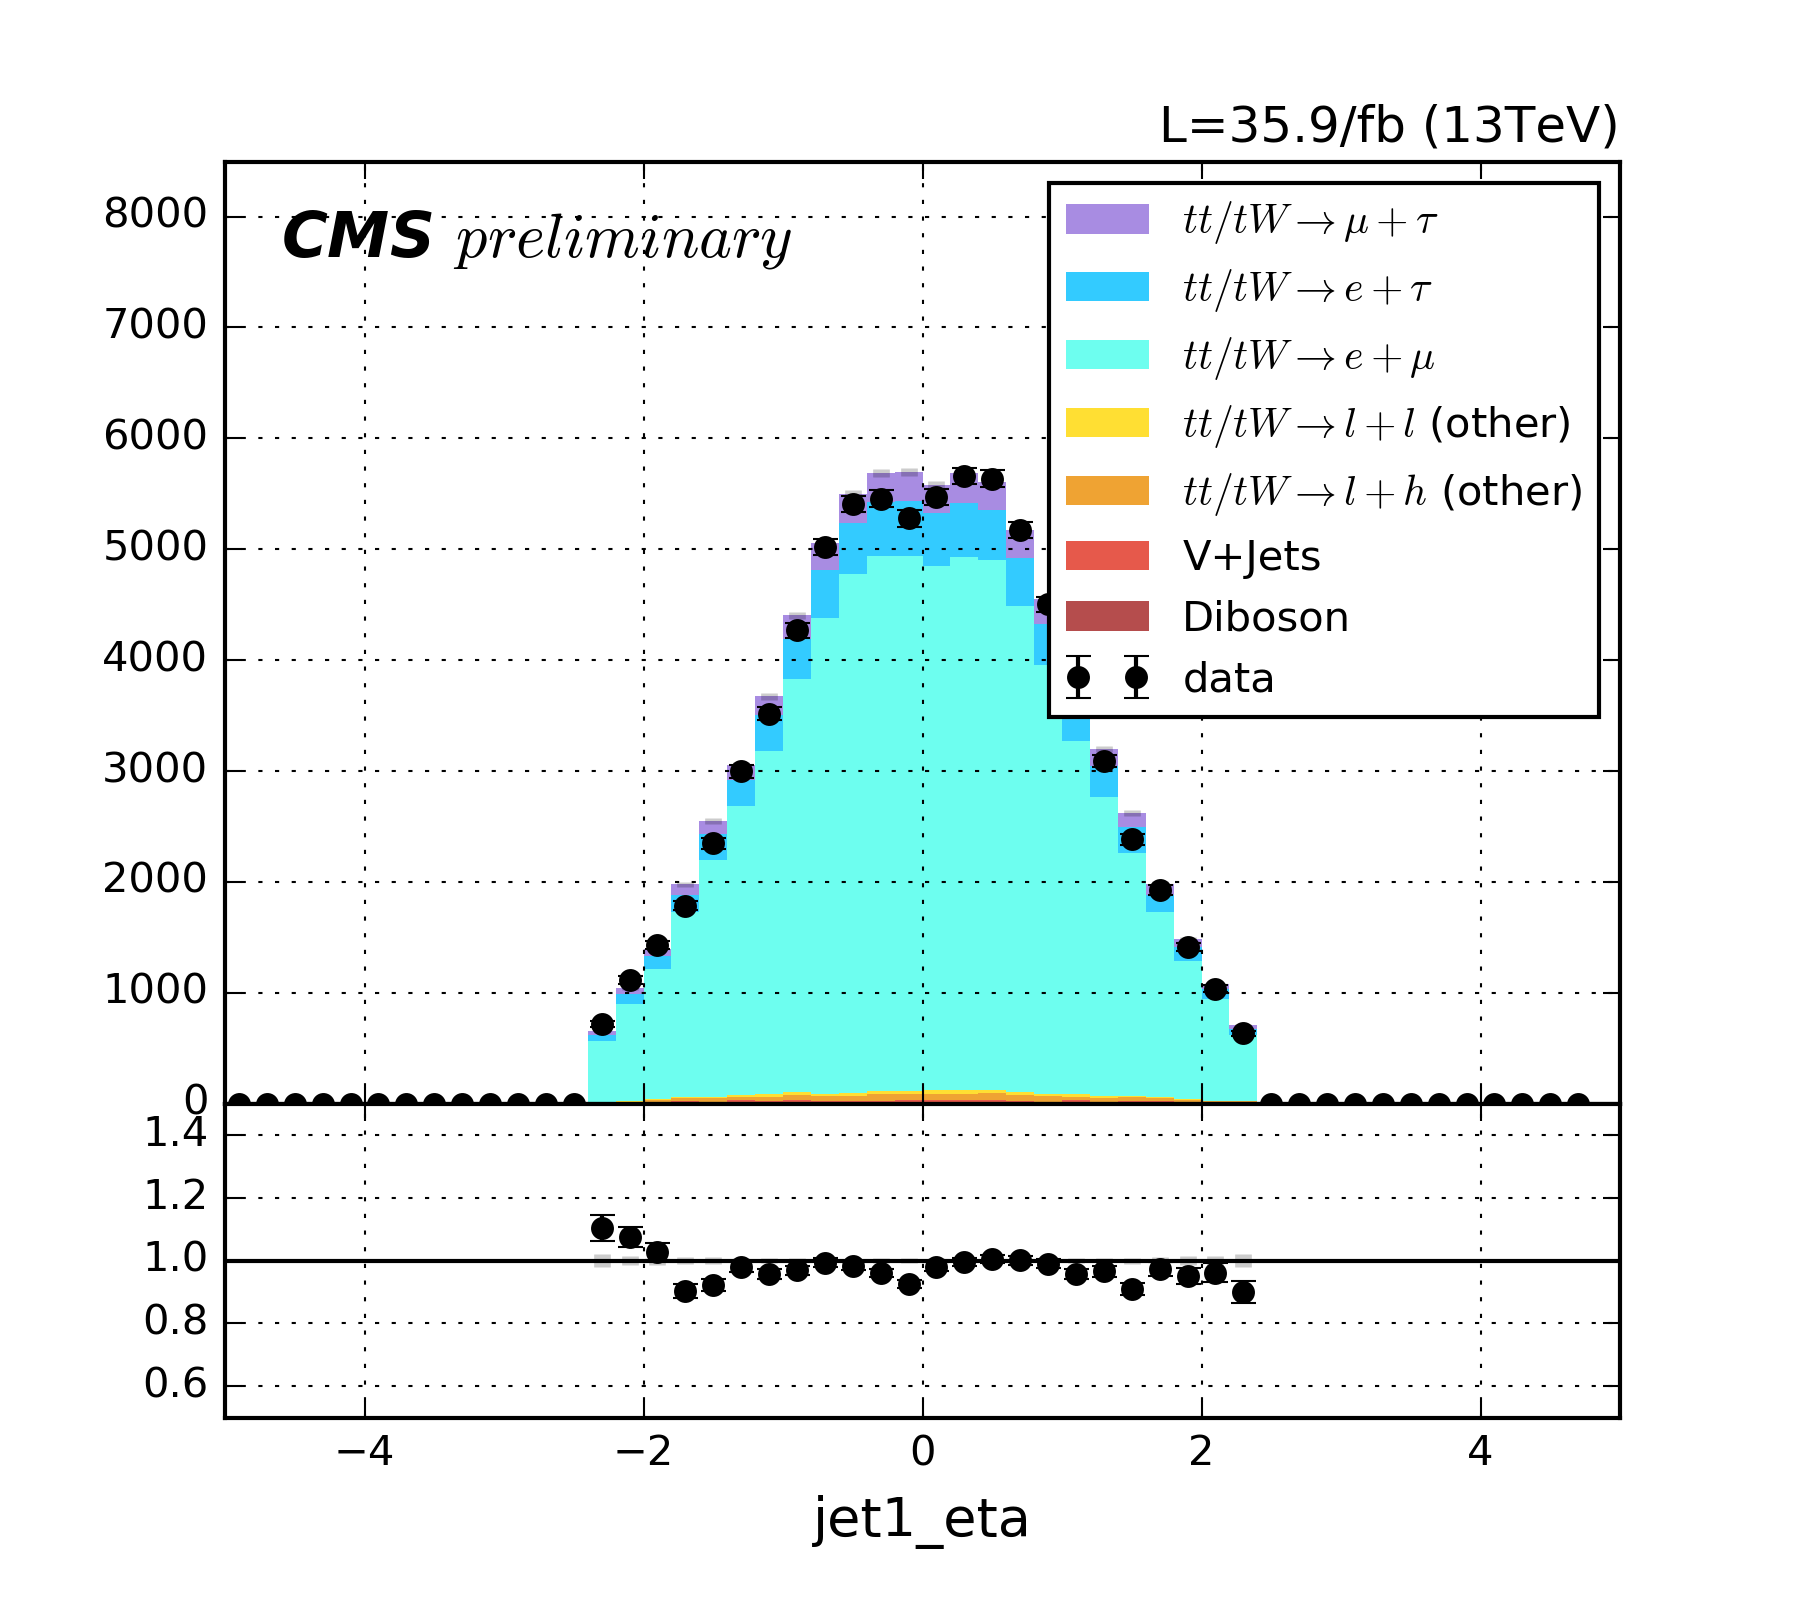 L=35.9/fb (13TeV)
CMS preliminary
8000
7000
6000
5000
4000
3000
2000
1000
0
tt/tW→μ+τ
tt/tW→e+τ
tt/tW→e+μ
tt/tW→l+l (other)
tt/tW→l+h (other)
V+Jets
Diboson
data
1.4
1.2
1.0
0.8
0.6
−4 −2 0 2 4
jet1_eta